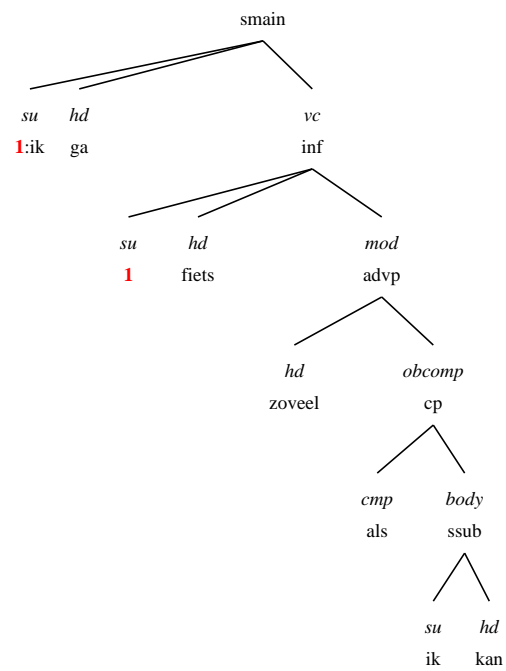 smain
su hd vc
1:ik ga inf
su hd mod
1 fiets advp
hd obcomp
zoveel cp
cmp body
als ssub
su hd
ik kan